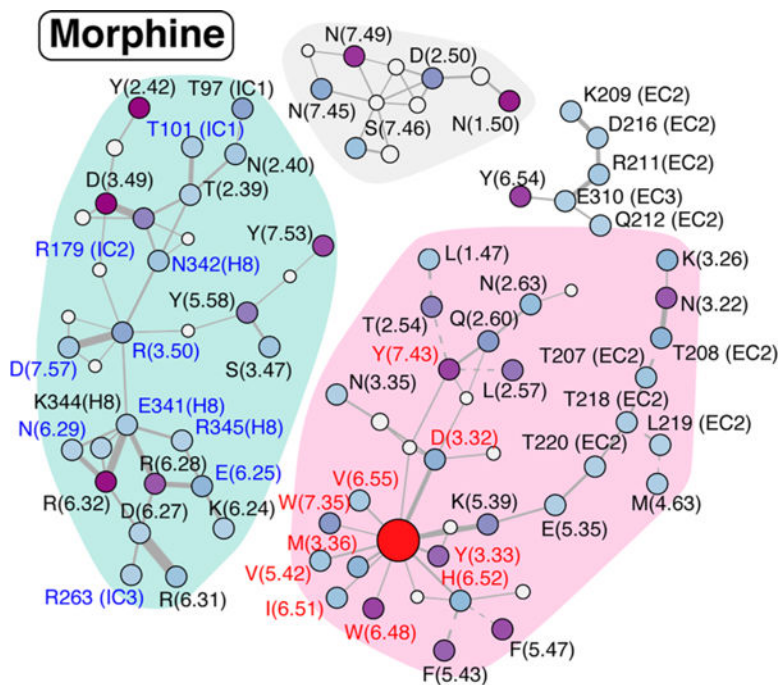 Morphine
Y(2.42)
T97 (IC1)
T101 (IC1)
N(2.40)
D(3.49)
T(2.39)
R179 (IC2)
N342(H8)
Y(7.53)
Y(5.58)
R(3.50)
D(7.57)
S(3.47)
K344(H8)
E341(H8)
N(6.29)
R345(H8)
R(6.28)
E(6.25)
R(6.32)
K(6.24)
D(6.27)
R263 (IC3)
R(6.31)
N(7.49)
D(2.50)
N(7.45)
S(7.46)
N(1.50)
K209 (EC2)
D216 (EC2)
R211(EC2)
Y(6.54)
E310 (EC3)
Q212 (EC2)
L(1.47)
K(3.26)
N(2.63)
N(3.22)
T(2.54)
Q(2.60)
T208 (EC2)
Y(7.43)
T207 (EC2)
L(2.57)
N(3.35)
T218 (EC2)
L219 (EC2)
D(3.32)
T220 (EC2)
V(6.55)
M(4.63)
W(7.35)
K(5.39)
E(5.35)
M(3.36)
Y(3.33)
V(5.42)
H(6.52)
I(6.51)
W(6.48)
F(5.47)
F(5.43)